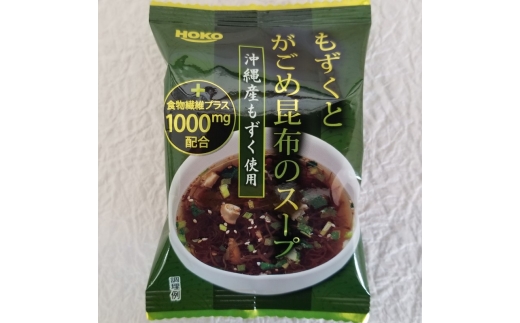 HOKO
もずくと
がごめ昆布のスープ
沖縄産もずく使用
+
食物繊維プラス
1000mg
配合
調理例